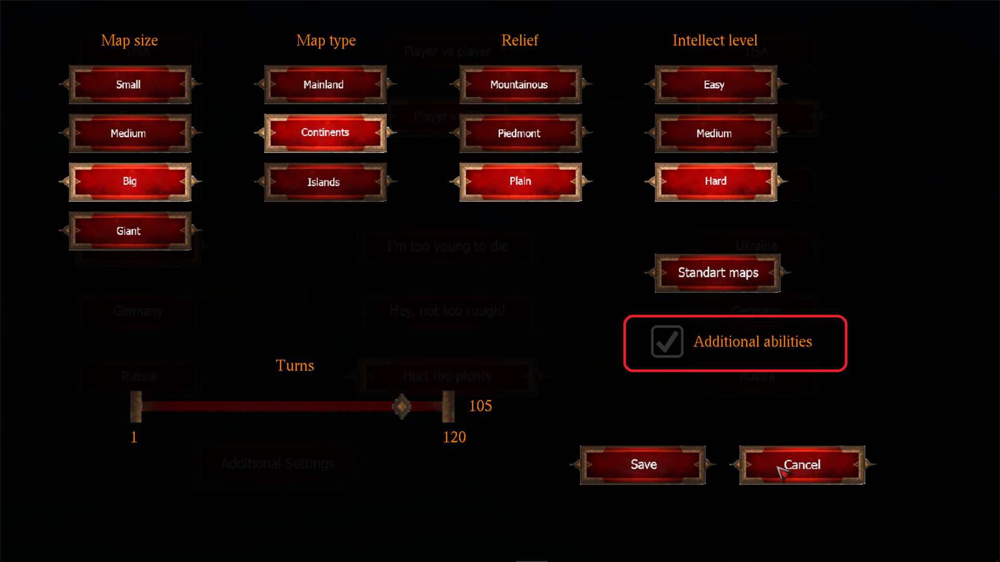 Map size
Map type
Relief
Intellect level
USA
Player vs player
USA
Small
Mainland
Mountainous
Easy
Player vs
Medium
Continents
Piedmont
Medium
Big
Islands
Plain
Hard
Giant
I'm too young to die
Ukraine
Standart maps
Germany
Hey, not too rough!
Germany
Additional abilities
Turns
Russia
Hurt me plenty
Russia
105
1
120
Additional Settings
Save
Cancel